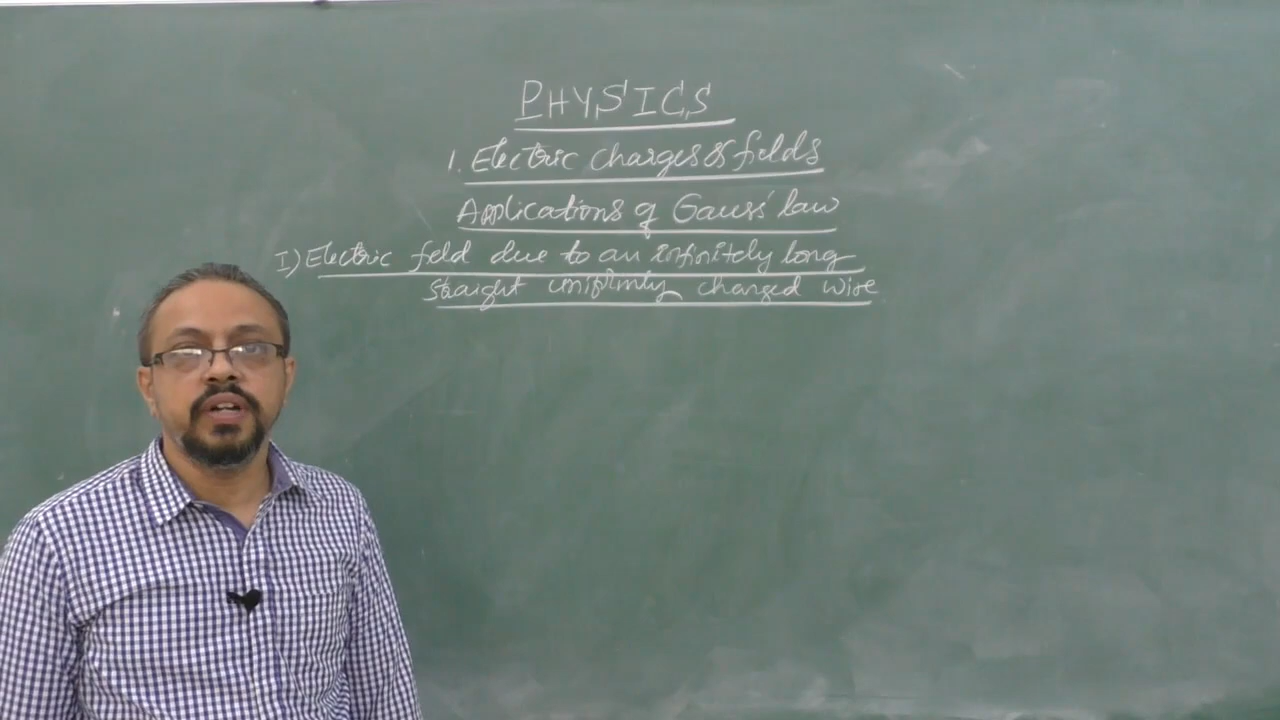 PHYSICS
1. Electric charges & fields
Applications of Gauss' law
I) Electric field due to an infinitely long
straight uniformly charged wire